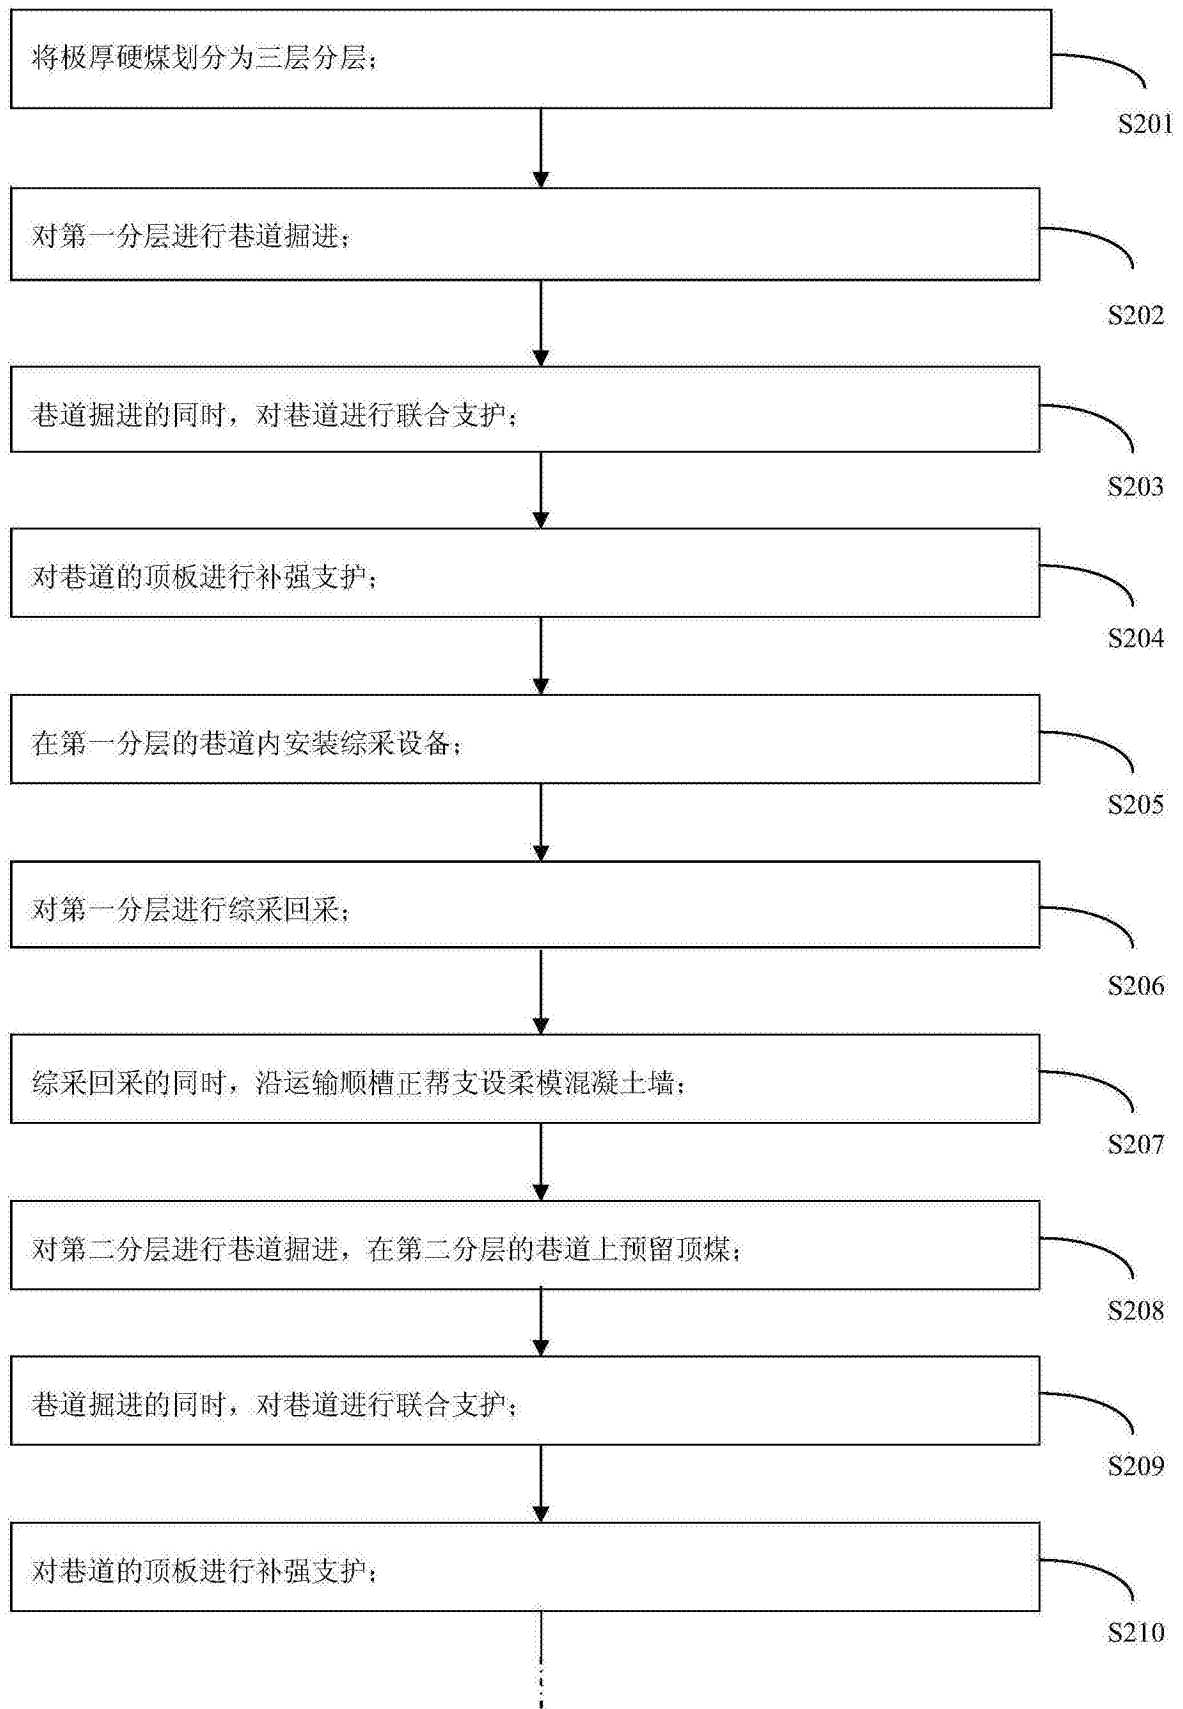 将极厚硬煤划分为三层分层；
S201
对第一分层进行巷道掘进；
S202
巷道掘进的同时，对巷道进行联合支护；
S203
对巷道的顶板进行补强支护；
S204
在第一分层的巷道内安装综采设备；
S205
对第一分层进行综采回采；
S206
综采回采的同时，沿运输顺槽正帮支设柔模混凝土墙；
S207
对第二分层进行巷道掘进，在第二分层的巷道上预留顶煤；
S208
巷道掘进的同时，对巷道进行联合支护；
S209
对巷道的顶板进行补强支护；
S210